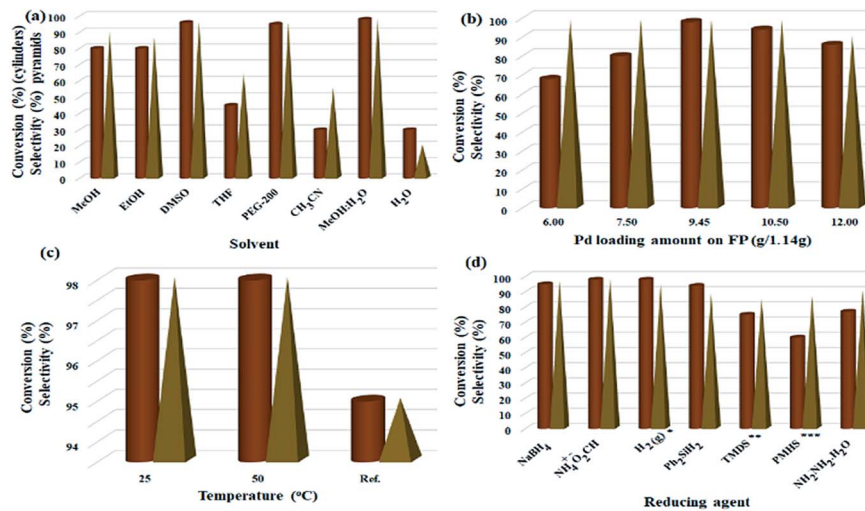 (a)
Conversion (%) (cylinders)
Selectivity (%) pyramids
100
90
80
70
60
50
40
30
20
10
0
MeOH
EtOH
DMSO
THF
PEG-200
CH3CN
MeOH:H2O
H2O
Solvent
(b)
Conversion (%)
Selectivity (%)
100
90
80
70
60
50
40
30
20
10
0
6.00 7.50 9.45 10.50 12.00
Pd loading amount on FP (g/1.14g)
(c)
Conversion (%)
Selectivity (%)
98
97
96
95
94
25 50 Ref.
Temperature (°C)
(d)
Conversion (%)
Selectivity (%)
100
90
80
70
60
50
40
30
20
10
0
NaBH4
NH4+O2CH-
H2(g)*
Ph2SiH2
TMDS**
PMHS***
NH2NH2.H2O
Reducing agent